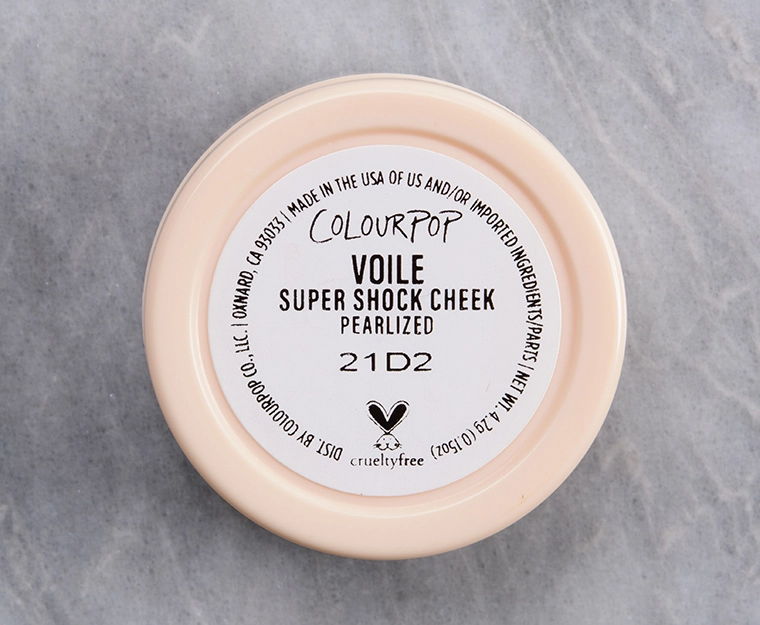 DIST. BY COLOURPOP CO., LLC. | OXNARD, CA 93033 | MADE IN THE USA OF US AND/OR IMPORTED INGREDIENTS/PARTS | NET WT. 4.2g (0.15oz)
COLOURPOP
VOILE
SUPER SHOCK CHEEK
PEARLIZED
21D2
crueltyfree